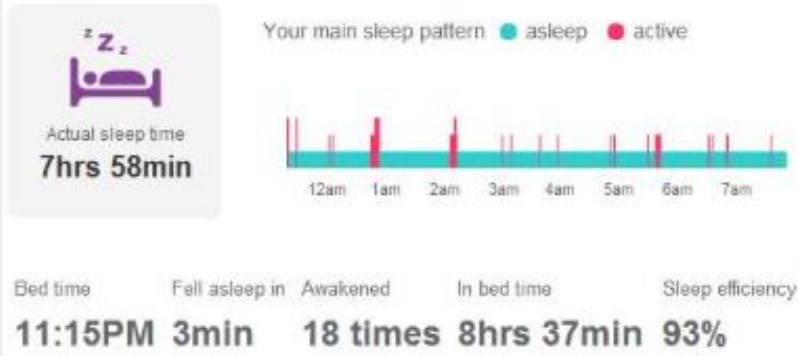 z Z z
Your main sleep pattern asleep active
Actual sleep time
7hrs 58min
12am 1am 2am 3am 4am 5am 6am 7am
Bed time Fell asleep in Awakened In bed time Sleep efficiency
11:15PM 3min 18 times 8hrs 37min 93%